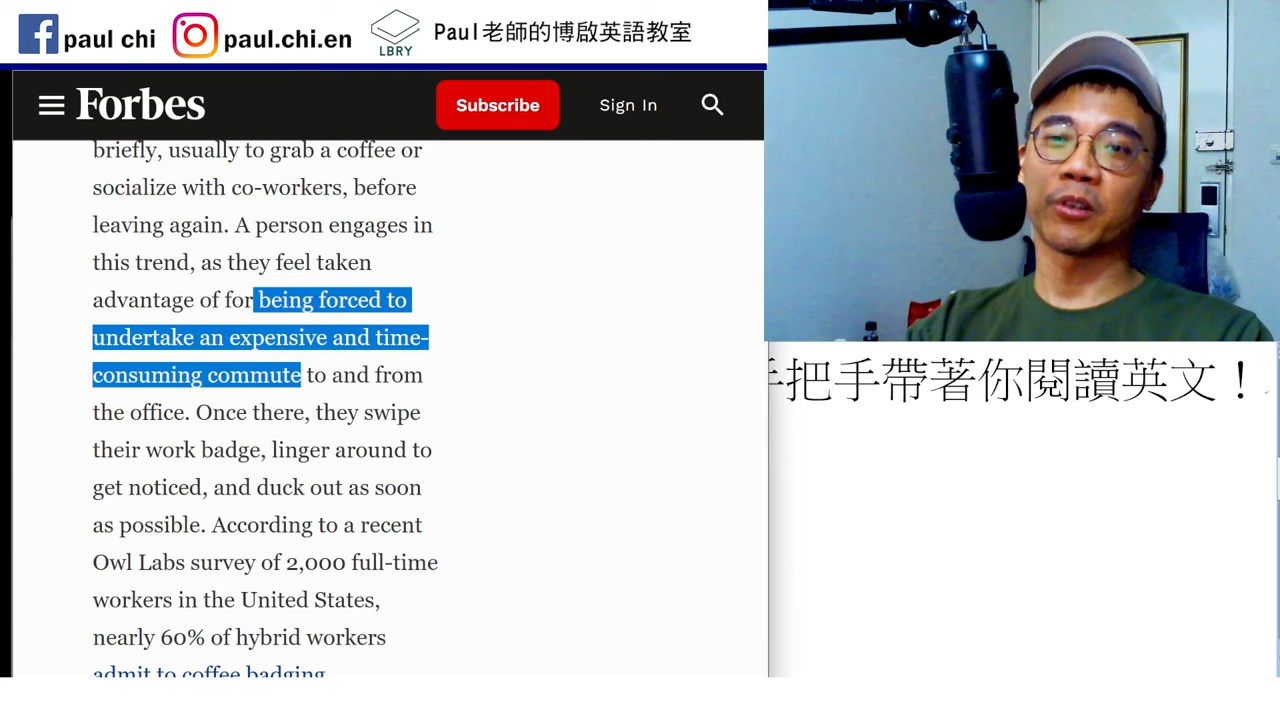 paul chi
paul.chi.en
LBRY
Paul老師的博啟英語教室
Forbes
Subscribe
Sign In
briefly, usually to grab a coffee or
socialize with co-workers, before
leaving again. A person engages in
this trend, as they feel taken
advantage of for being forced to
undertake an expensive and time-
consuming commute to and from
the office. Once there, they swipe
their work badge, linger around to
get noticed, and duck out as soon
as possible. According to a recent
Owl Labs survey of 2,000 full-time
workers in the United States,
nearly 60% of hybrid workers
admit to coffee badging
手把手帶著你閱讀英文！